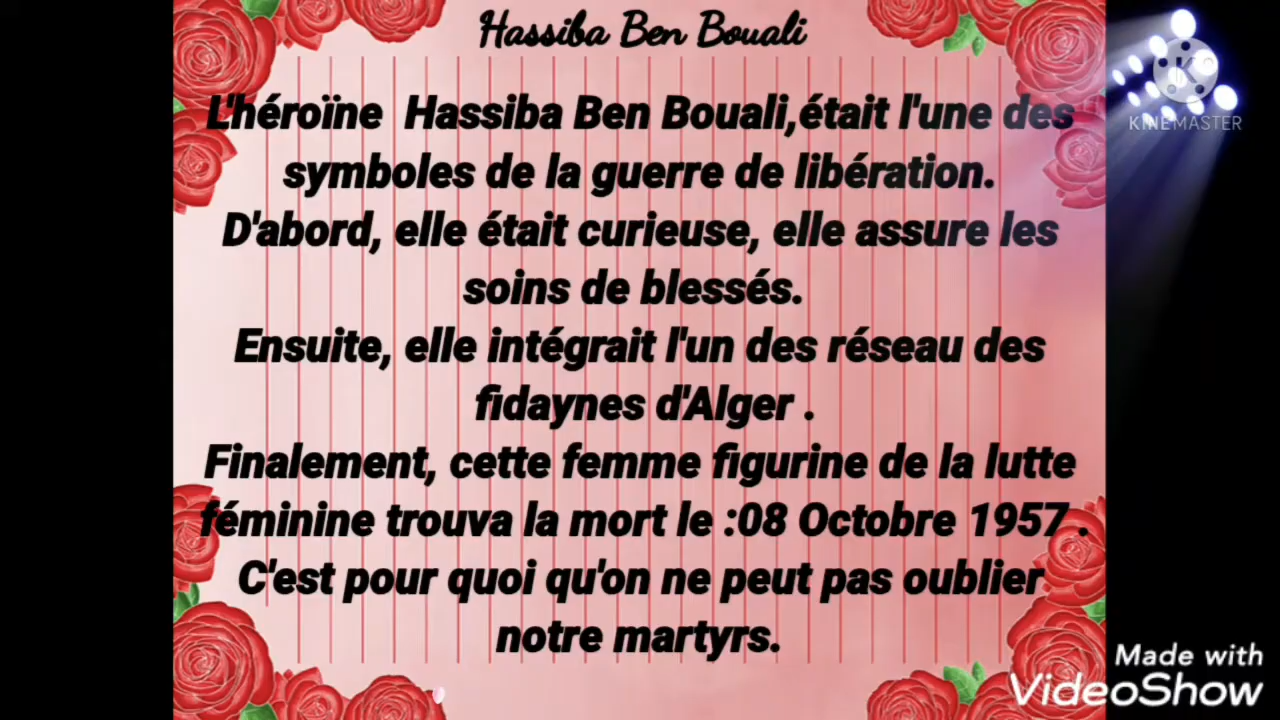 Hassiba Ben Bouali
L'héroïne Hassiba Ben Bouali,était l'une des
symboles de la guerre de libération.
D'abord, elle était curieuse, elle assure les
soins de blessés.
Ensuite, elle intégrait l'un des réseau des
fidaynes d'Alger .
Finalement, cette femme figurine de la lutte
féminine trouva la mort le :08 Octobre 1957 .
C'est pour quoi qu'on ne peut pas oublier
notre martyrs.
KINEMASTER
Made with
VideoShow